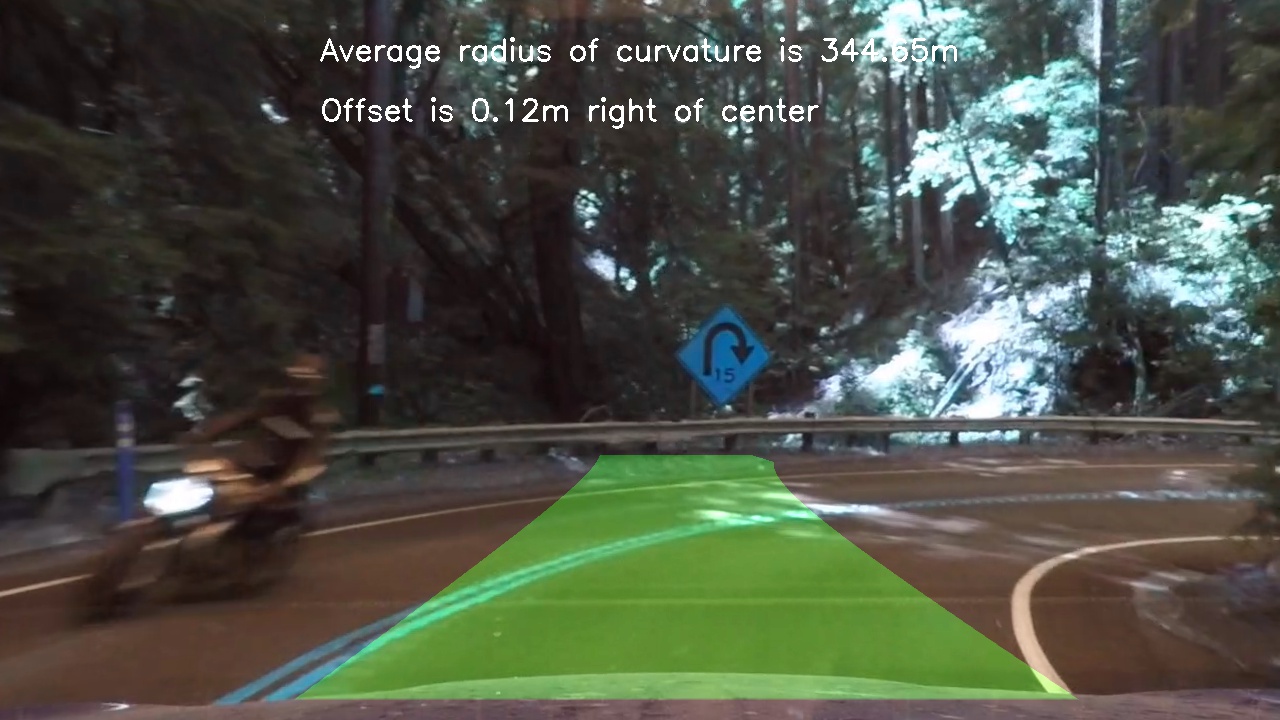 Average radius of curvature is 344.65m
Offset is 0.12m right of center
15